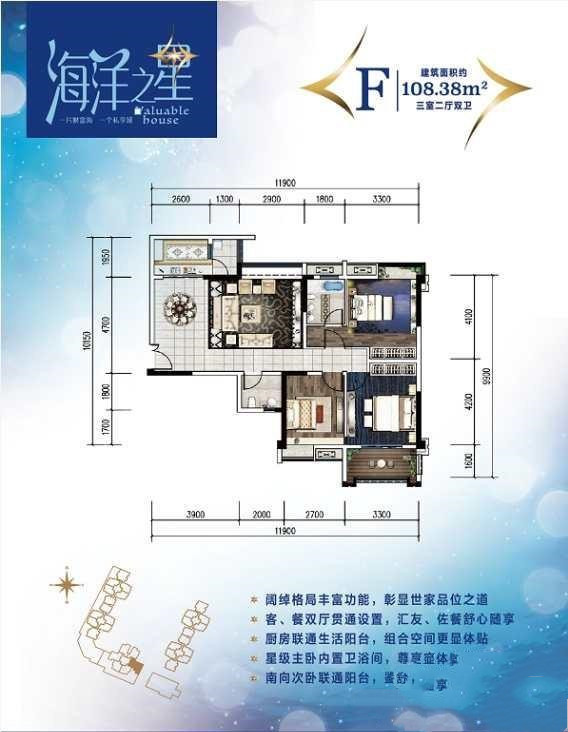 海洋之星
Valuable
house
一片财富海 一个私享城
F
建筑面积约
108.38m²
三室二厅双卫
11900
2600 1300 2900 1800 3300
1950
4700
1800
1700
10150
4100
4200
1600
9900
3900 2000 2700 3300
11900
阔绰格局丰富功能，彰显世家品位之道
客、餐双厅贯通设置，汇友、佐餐舒心随享
厨房联通生活阳台，组合空间更显体贴
星级主卧内置卫浴间，尊
南向次卧联通阳台， 享